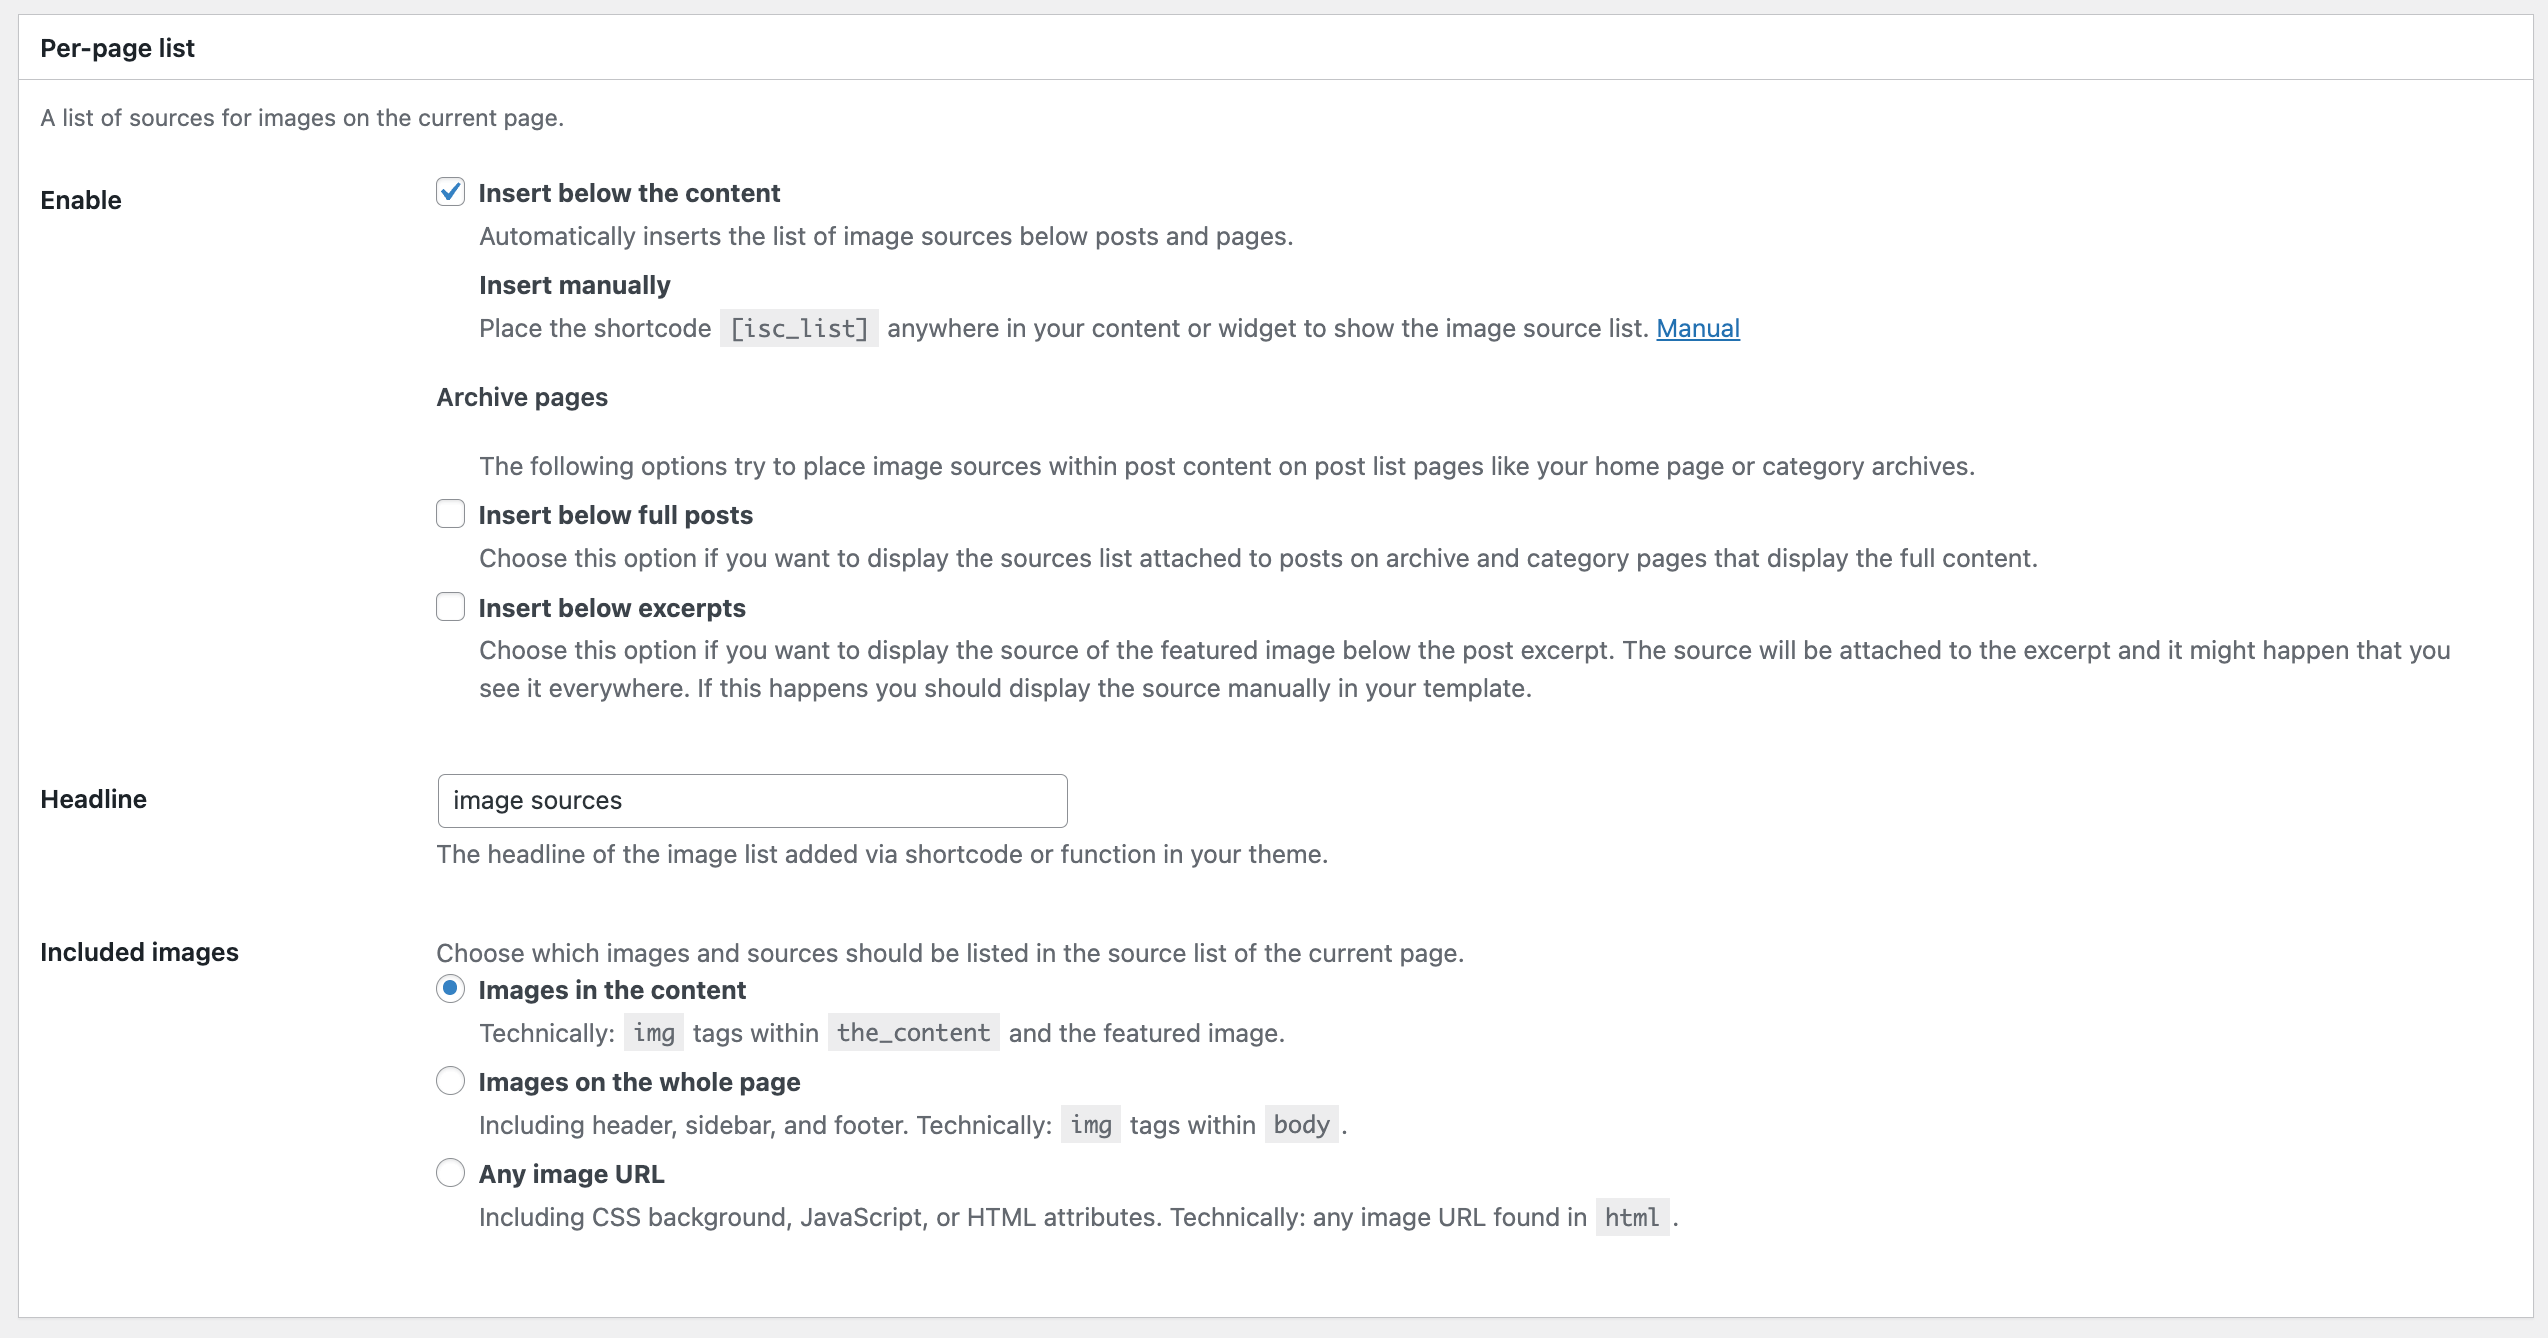 Per-page list
A list of sources for images on the current page.
Enable
Insert below the content
Automatically inserts the list of image sources below posts and pages.
Insert manually
Place the shortcode [isc_list] anywhere in your content or widget to show the image source list. Manual
Archive pages
The following options try to place image sources within post content on post list pages like your home page or category archives.
Insert below full posts
Choose this option if you want to display the sources list attached to posts on archive and category pages that display the full content.
Insert below excerpts
Choose this option if you want to display the source of the featured image below the post excerpt. The source will be attached to the excerpt and it might happen that you
see it everywhere. If this happens you should display the source manually in your template.
Headline
image sources
The headline of the image list added via shortcode or function in your theme.
Included images
Choose which images and sources should be listed in the source list of the current page.
Images in the content
Technically: img tags within the_content and the featured image.
Images on the whole page
Including header, sidebar, and footer. Technically: img tags within body.
Any image URL
Including CSS background, JavaScript, or HTML attributes. Technically: any image URL found in html.